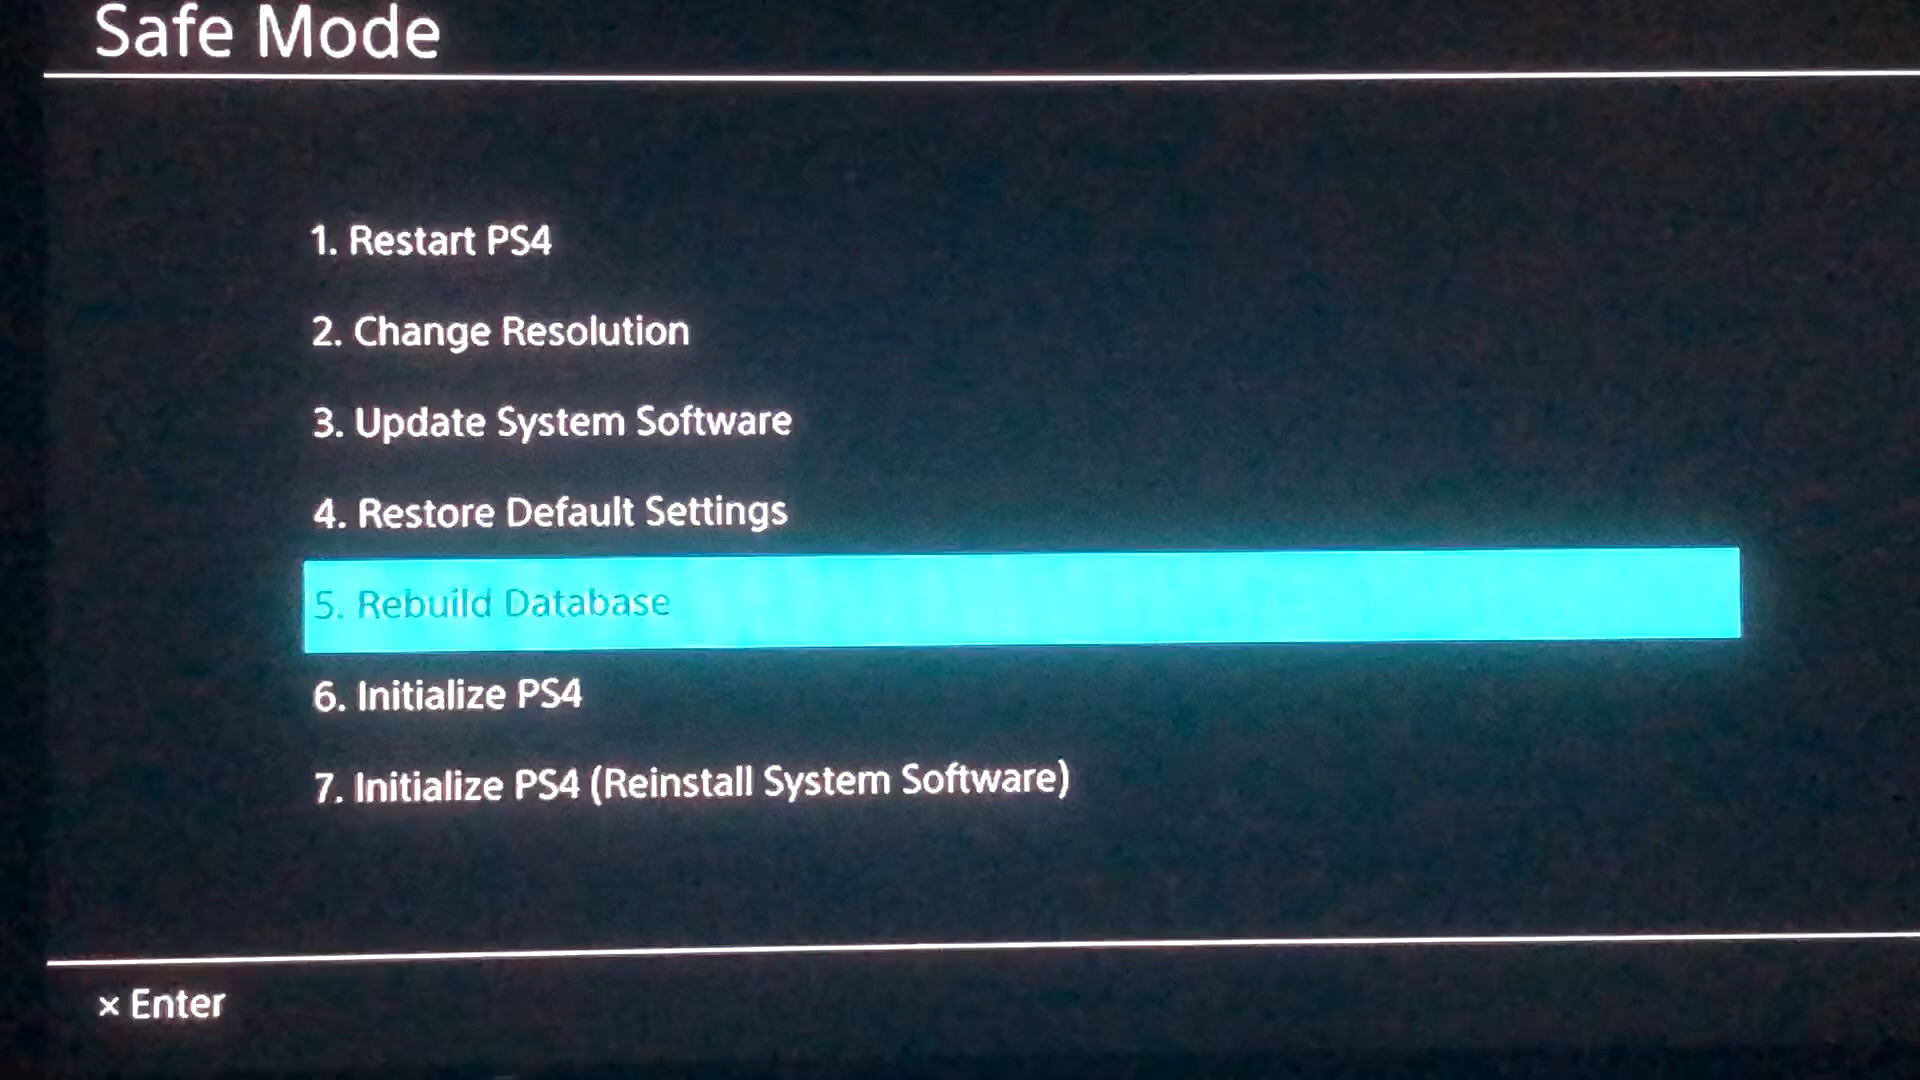 Safe Mode
1. Restart PS4
2. Change Resolution
3. Update System Software
4. Restore Default Settings
5. Rebuild Database
6. Initialize PS4
7. Initialize PS4 (Reinstall System Software)
× Enter